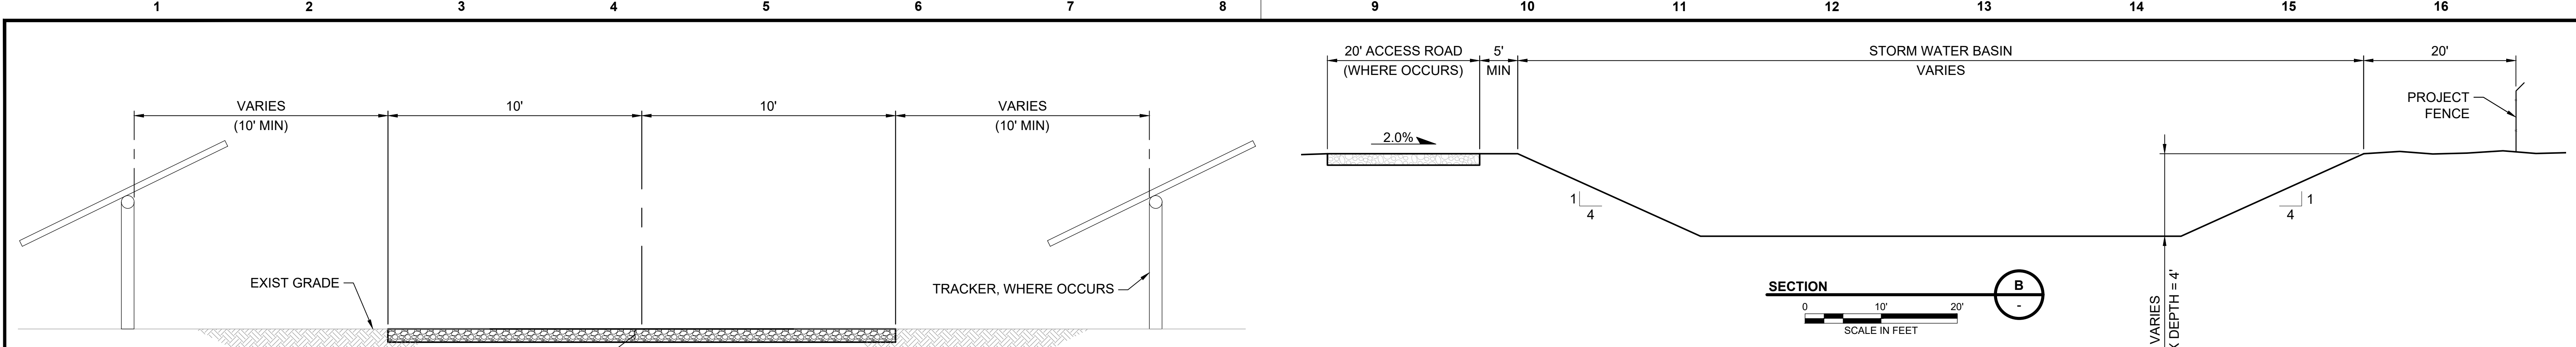 1 2 3 4 5 6 7 8 9 10 11 12 13 14 15 16
VARIES
(10' MIN)
10'
10'
VARIES
(10' MIN)
EXIST GRADE
TRACKER, WHERE OCCURS
20' ACCESS ROAD
(WHERE OCCURS)
5'
MIN
STORM WATER BASIN
VARIES
20'
PROJECT
FENCE
2.0%
1
4
1
4
SECTION
B
-
0 10' 20'
SCALE IN FEET
VARIES
DEPTH = 4'